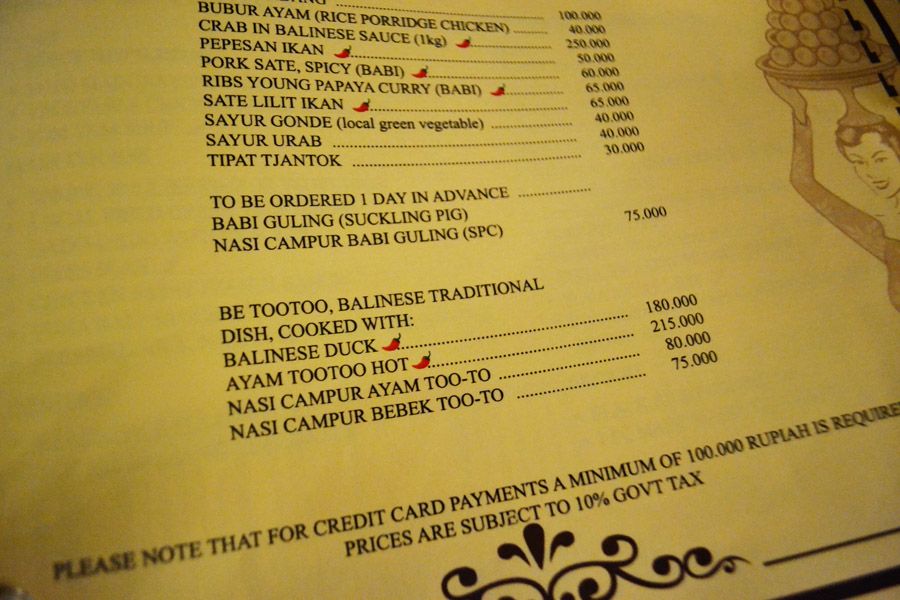 100.000
BUBUR AYAM (RICE PORRIDGE CHICKEN) ........ 40.000
CRAB IN BALINESE SAUCE (1kg) ........ 250.000
PEPESAN IKAN ........ 50.000
PORK SATE, SPICY (BABI) ........ 60.000
RIBS YOUNG PAPAYA CURRY (BABI) ........ 65.000
SATE LILIT IKAN ........ 65.000
SAYUR GONDE (local green vegetable) ........ 40.000
SAYUR URAB ........ 40.000
TIPAT TJANTOK ........ 30.000
TO BE ORDERED 1 DAY IN ADVANCE ........
BABI GULING (SUCKLING PIG)
NASI CAMPUR BABI GULING (SPC) 75.000
BE TOOTOO, BALINESE TRADITIONAL
DISH, COOKED WITH:
BALINESE DUCK ........ 180.000
AYAM TOOTOO HOT ........ 215.000
NASI CAMPUR AYAM TOO-TO ........ 80.000
NASI CAMPUR BEBEK TOO-TO ........ 75.000
PLEASE NOTE THAT FOR CREDIT CARD PAYMENTS A MINIMUM OF 100.000 RUPIAH IS REQUIRE
PRICES ARE SUBJECT TO 10% GOVT TAX